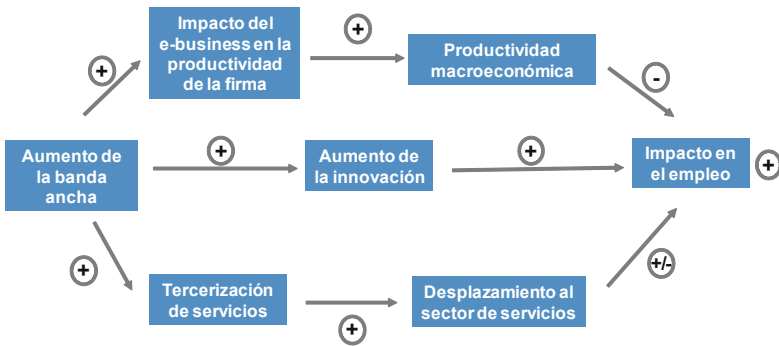 Impacto del
e-business en la
productividad
de la firma
+
+
Productividad
macroeconómica
-
Aumento de
la banda
ancha
+
Aumento de
la innovación
+
Impacto en
el empleo
+
+
Tercerización
de servicios
+
Desplazamiento al
sector de servicios
+/-